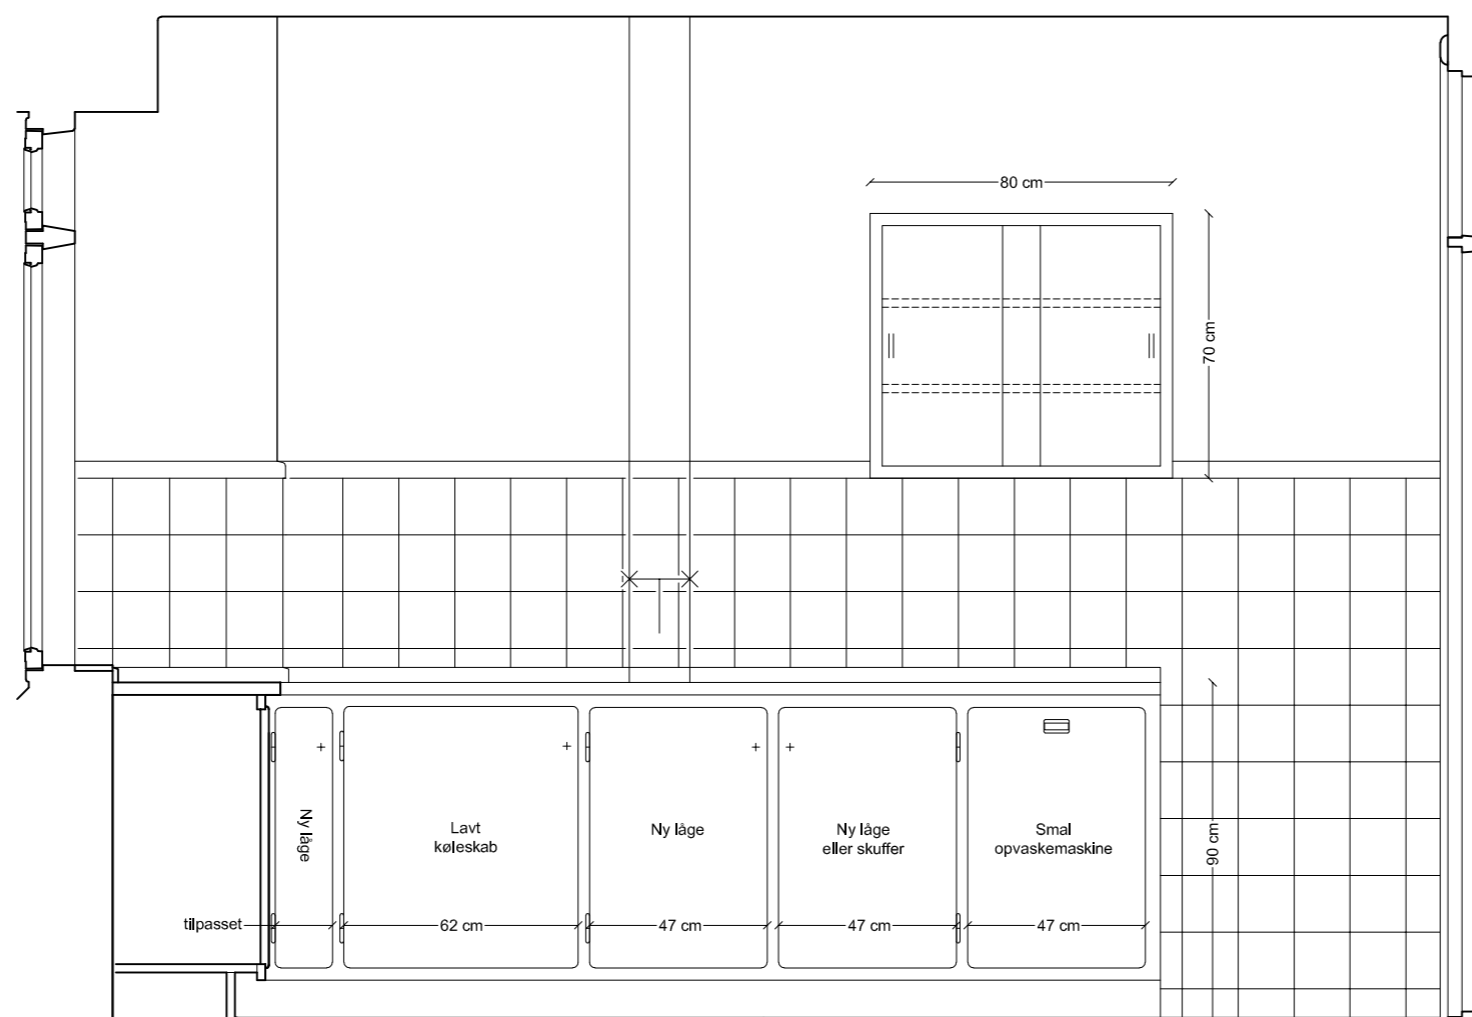 80 cm
70 cm
Ny låge
Lavt
køleskab
Ny låge
Ny låge
eller skuffer
Smal
opvaskemaskine
90 cm
tilpasset
62 cm
47 cm
47 cm
47 cm